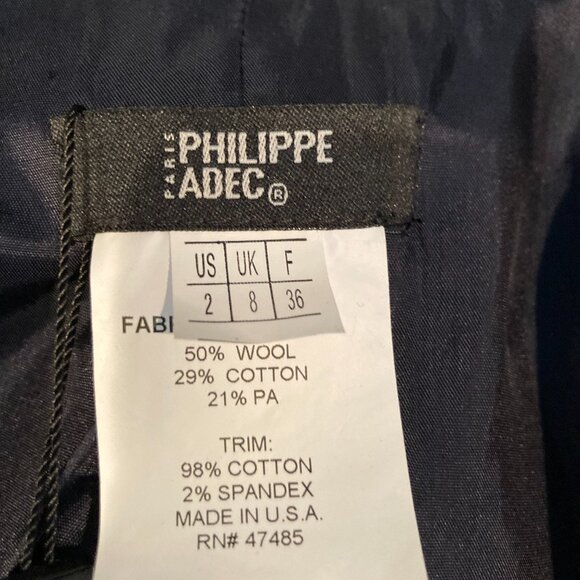 PARIS
PHILIPPE
ADEC®
US UK F
2 8 36
50% WOOL
29% COTTON
21% PA
TRIM:
98% COTTON
2% SPANDEX
MADE IN U.S.A.
RN# 47485